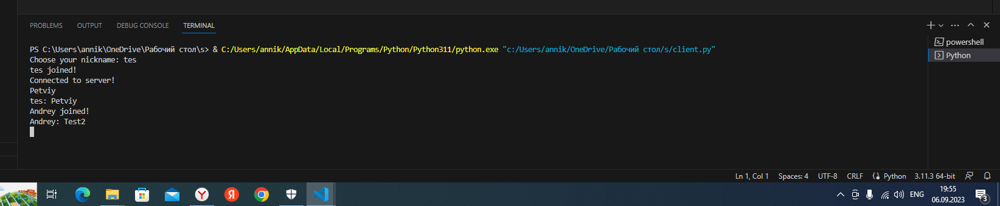 PROBLEMS OUTPUT DEBUG CONSOLE TERMINAL
PS C:\Users\annik\OneDrive\Рабочий стол\s> & C:/Users/annik/AppData/Local/Programs/Python/Python311/python.exe "c:/Users/annik/OneDrive/Рабочий стол/s/client.py"
Choose your nickname: tes
tes joined!
Connected to server!
Petviy
tes: Petviy
Andrey joined!
Andrey: Test2
powershell
Python
Ln 1, Col 1 Spaces: 4 UTF-8 CRLF Python 3.11.3 64-bit
Y Я ENG 19:55
06.09.2023 3